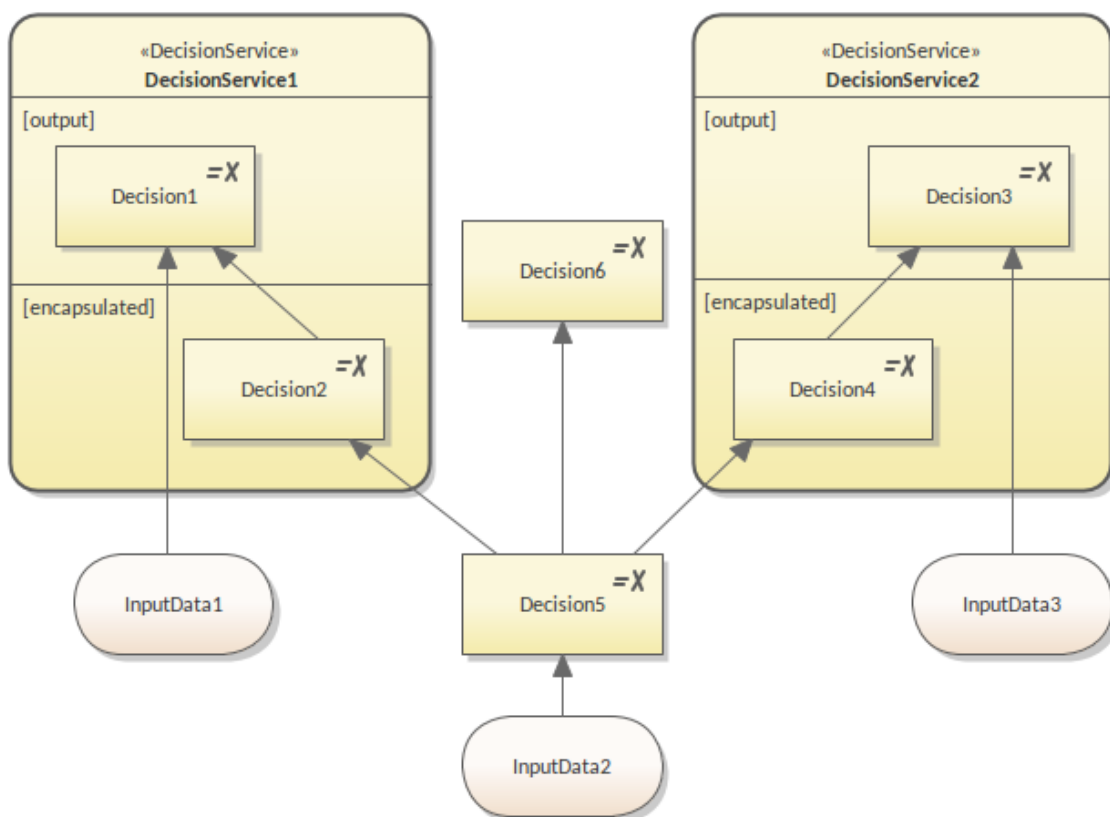 «DecisionService»
DecisionService1
[output]
=X
Decision1
[encapsulated]
=X
Decision2
=X
Decision6
«DecisionService»
DecisionService2
[output]
=X
Decision3
[encapsulated]
=X
Decision4
InputData1
=X
Decision5
InputData3
InputData2